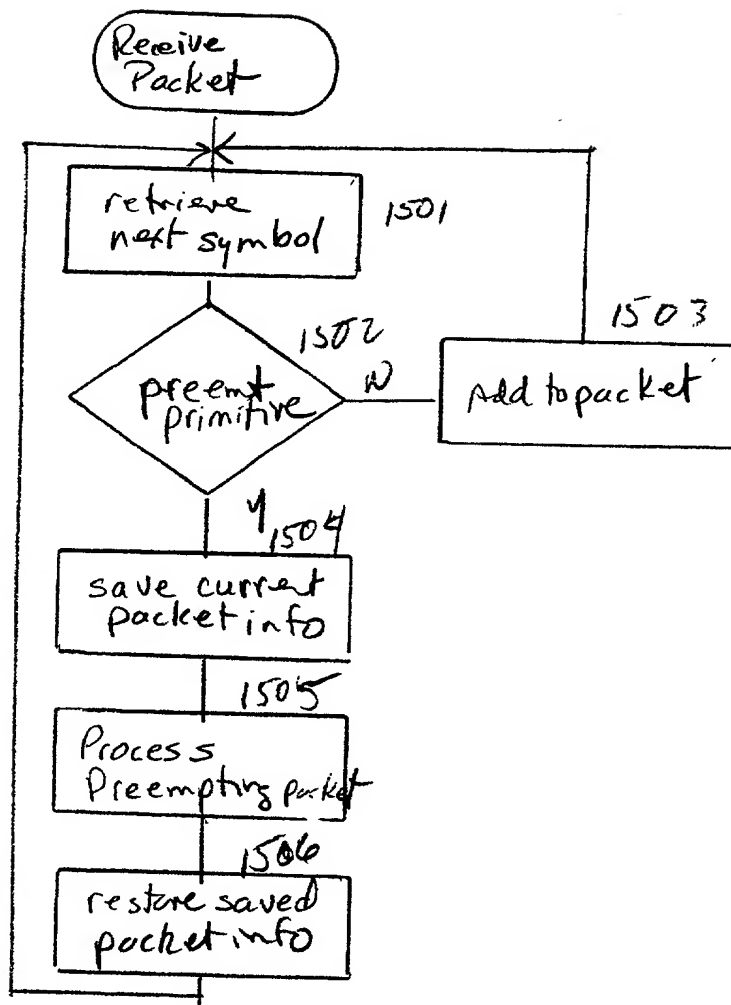 Receive
Packet
retrieve
next symbol
1501
1502
preemt
primitive
N
1503
Add to packet
Y
1504
save current
packet info
1505
Process
Preempting packet
1506
restore saved
packet info